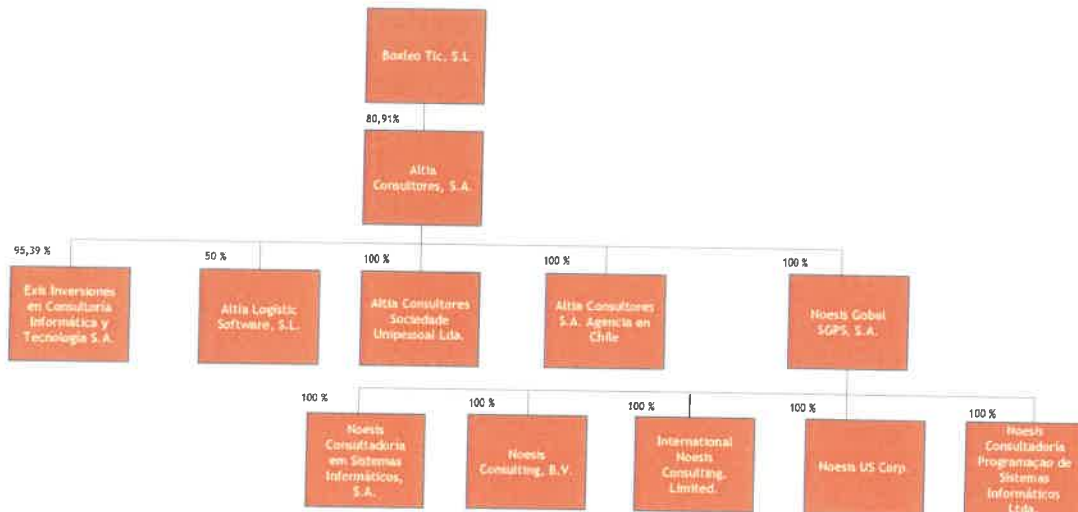 Boxleo Tic, S.L
80,91%
Altia
Consultores, S.A.
95,39 %
50 %
100 %
100 %
100 %
Exis Inversiones
en Consultoría
Informática y
Tecnología S.A.
Altia Logistic
Software, S.L.
Altia Consultores
Sociedade
Unipessoal Lda.
Altia Consultores
S.A. Agencia en
Chile
Noesis Gobal
SGPS, S.A.
100 %
100 %
100 %
100 %
100 %
Noesis
Consultadoria
em Sistemas
Informáticos,
S.A.
Noesis
Consulting, B.V.
International
Noesis
Consulting,
Limited.
Noesis US Corp.
Noesis
Consultadoria
Programaçao de
Sistemas
Informáticos
Ltda.